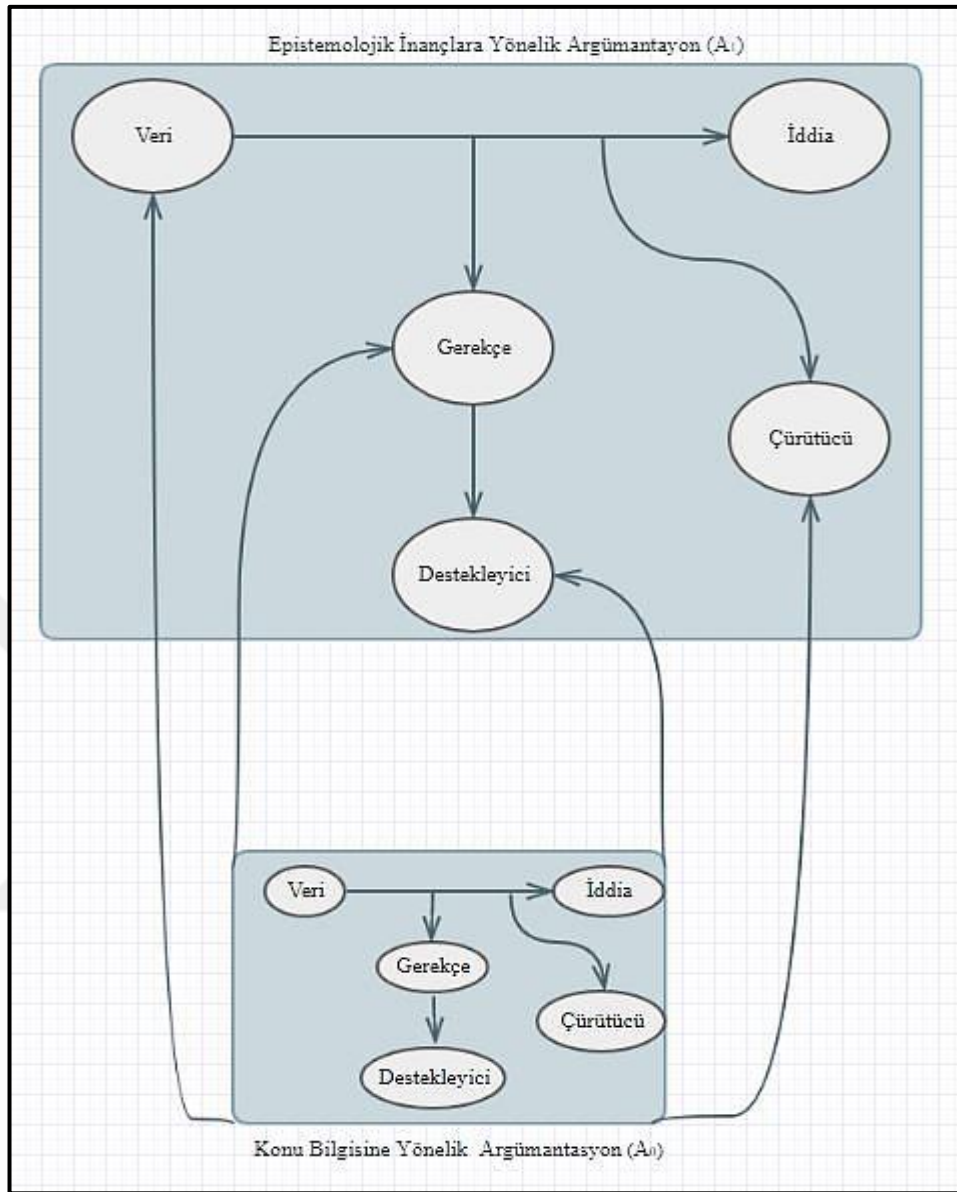 Epistemolojik İnançlara Yönelik Argümantayon (A₁)
Veri
İddia
Gerekçe
Çürütücü
Destekleyici
Veri
İddia
Gerekçe
Çürütücü
Destekleyici
Konu Bilgisine Yönelik Argümantasyon (A₀)